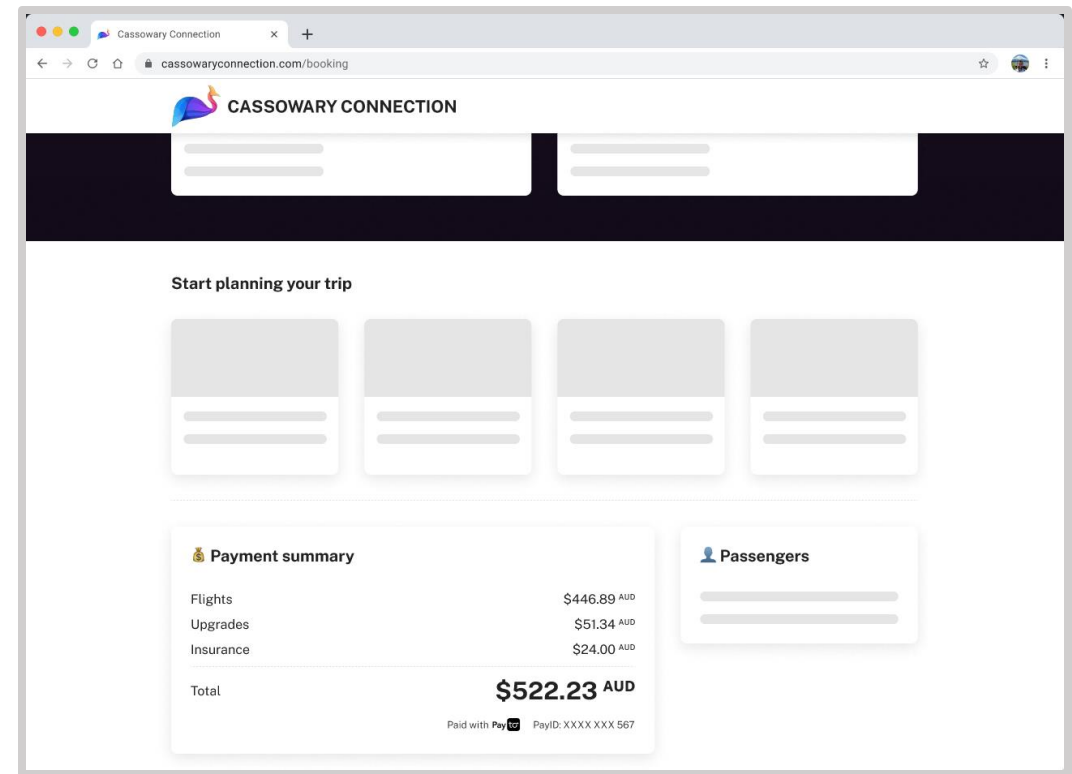 Cassowary Connection
cassowaryconnection.com/booking
CASSOWARY CONNECTION
Start planning your trip
Payment summary
Flights $446.89 AUD
Upgrades $51.34 AUD
Insurance $24.00 AUD
Total $522.23 AUD
Paid with PayTo PayID: XXXX XXX 567
Passengers